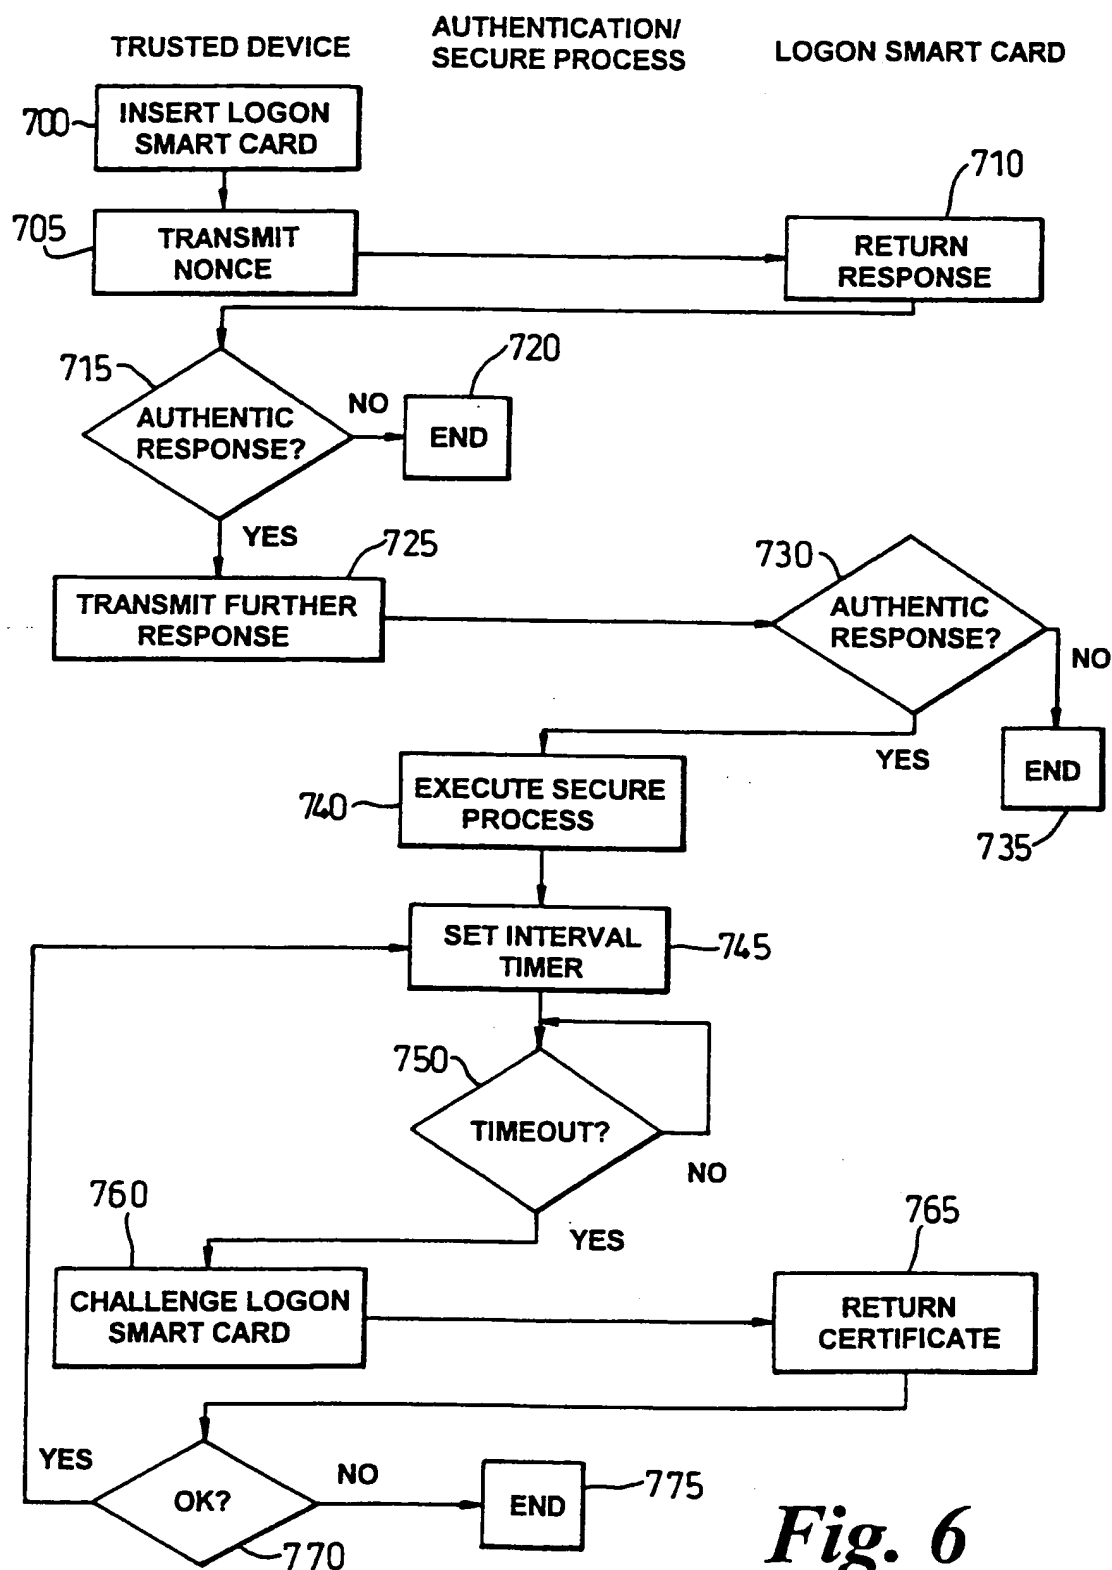 TRUSTED DEVICE
AUTHENTICATION/
SECURE PROCESS
LOGON SMART CARD
700
INSERT LOGON
SMART CARD
705
TRANSMIT
NONCE
710
RETURN
RESPONSE
715
AUTHENTIC
RESPONSE?
NO
720
END
YES
725
TRANSMIT FURTHER
RESPONSE
730
AUTHENTIC
RESPONSE?
NO
YES
END
735
740
EXECUTE SECURE
PROCESS
SET INTERVAL
TIMER
745
750
TIMEOUT?
NO
YES
760
CHALLENGE LOGON
SMART CARD
765
RETURN
CERTIFICATE
YES
OK?
770
NO
END
775
Fig. 6